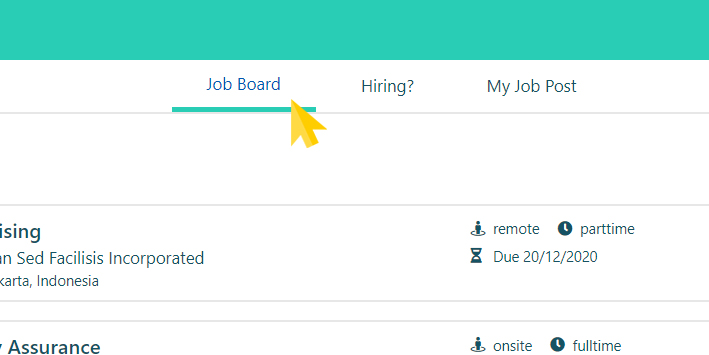 Job Board Hiring? My Job Post
ising
remote parttime
an Sed Facilisis Incorporated
Due 20/12/2020
karta, Indonesia
y Assurance
onsite fulltime